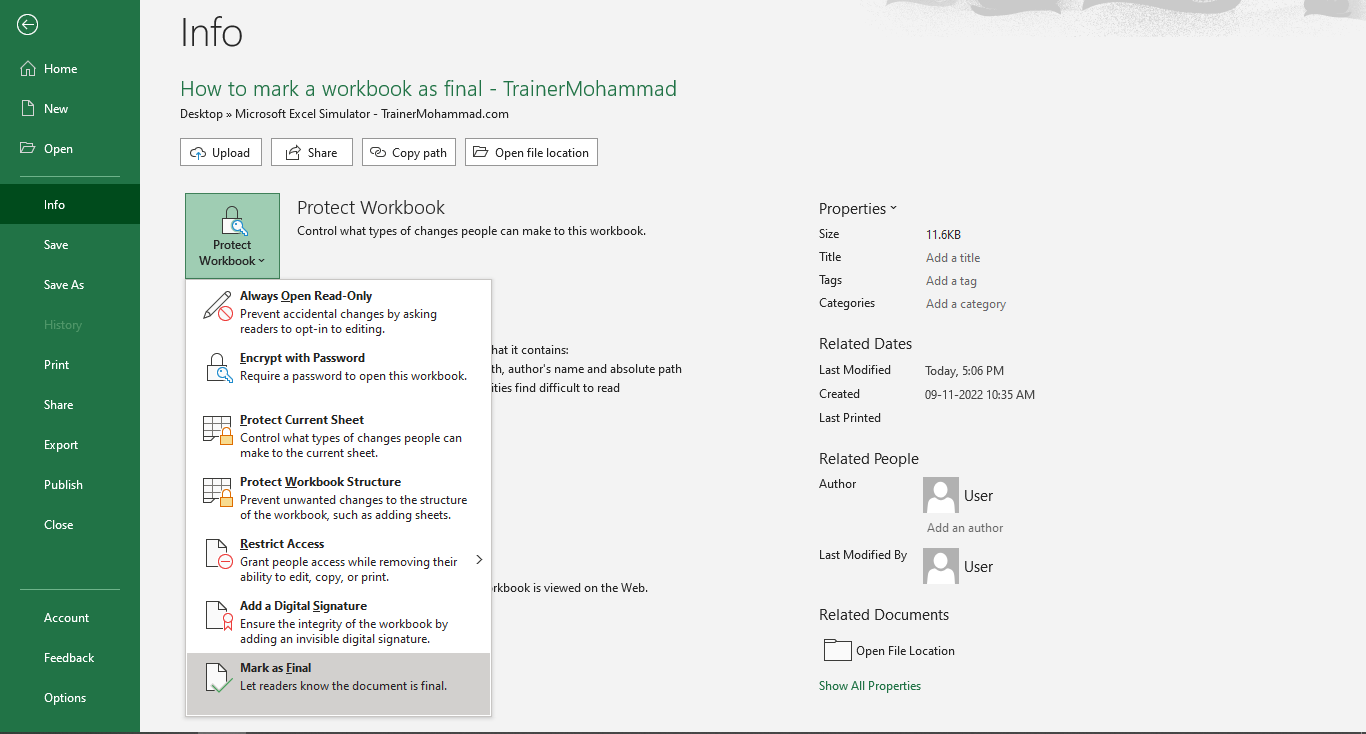 Info
Home
New
Open
Info
Save
Save As
History
Print
Share
Export
Publish
Close
Account
Feedback
Options
How to mark a workbook as final - TrainerMohammad
Desktop » Microsoft Excel Simulator - TrainerMohammad.com
Upload
Share
Copy path
Open file location
Protect
Workbook
Protect Workbook
Control what types of changes people can make to this workbook.
Always Open Read-Only
Prevent accidental changes by asking
readers to opt-in to editing.
Encrypt with Password
Require a password to open this workbook.
Protect Current Sheet
Control what types of changes people can
make to the current sheet.
Protect Workbook Structure
Prevent unwanted changes to the structure
of the workbook, such as adding sheets.
Restrict Access
Grant people access while removing their
ability to edit, copy, or print.
Add a Digital Signature
Ensure the integrity of the workbook by
adding an invisible digital signature.
Mark as Final
Let readers know the document is final.
hat it contains:
th, author's name and absolute path
ities find difficult to read
rkbook is viewed on the Web.
Properties
Size 11.6KB
Title Add a title
Tags Add a tag
Categories Add a category
Related Dates
Last Modified Today, 5:06 PM
Created 09-11-2022 10:35 AM
Last Printed
Related People
Author User
Add an author
Last Modified By User
Related Documents
Open File Location
Show All Properties